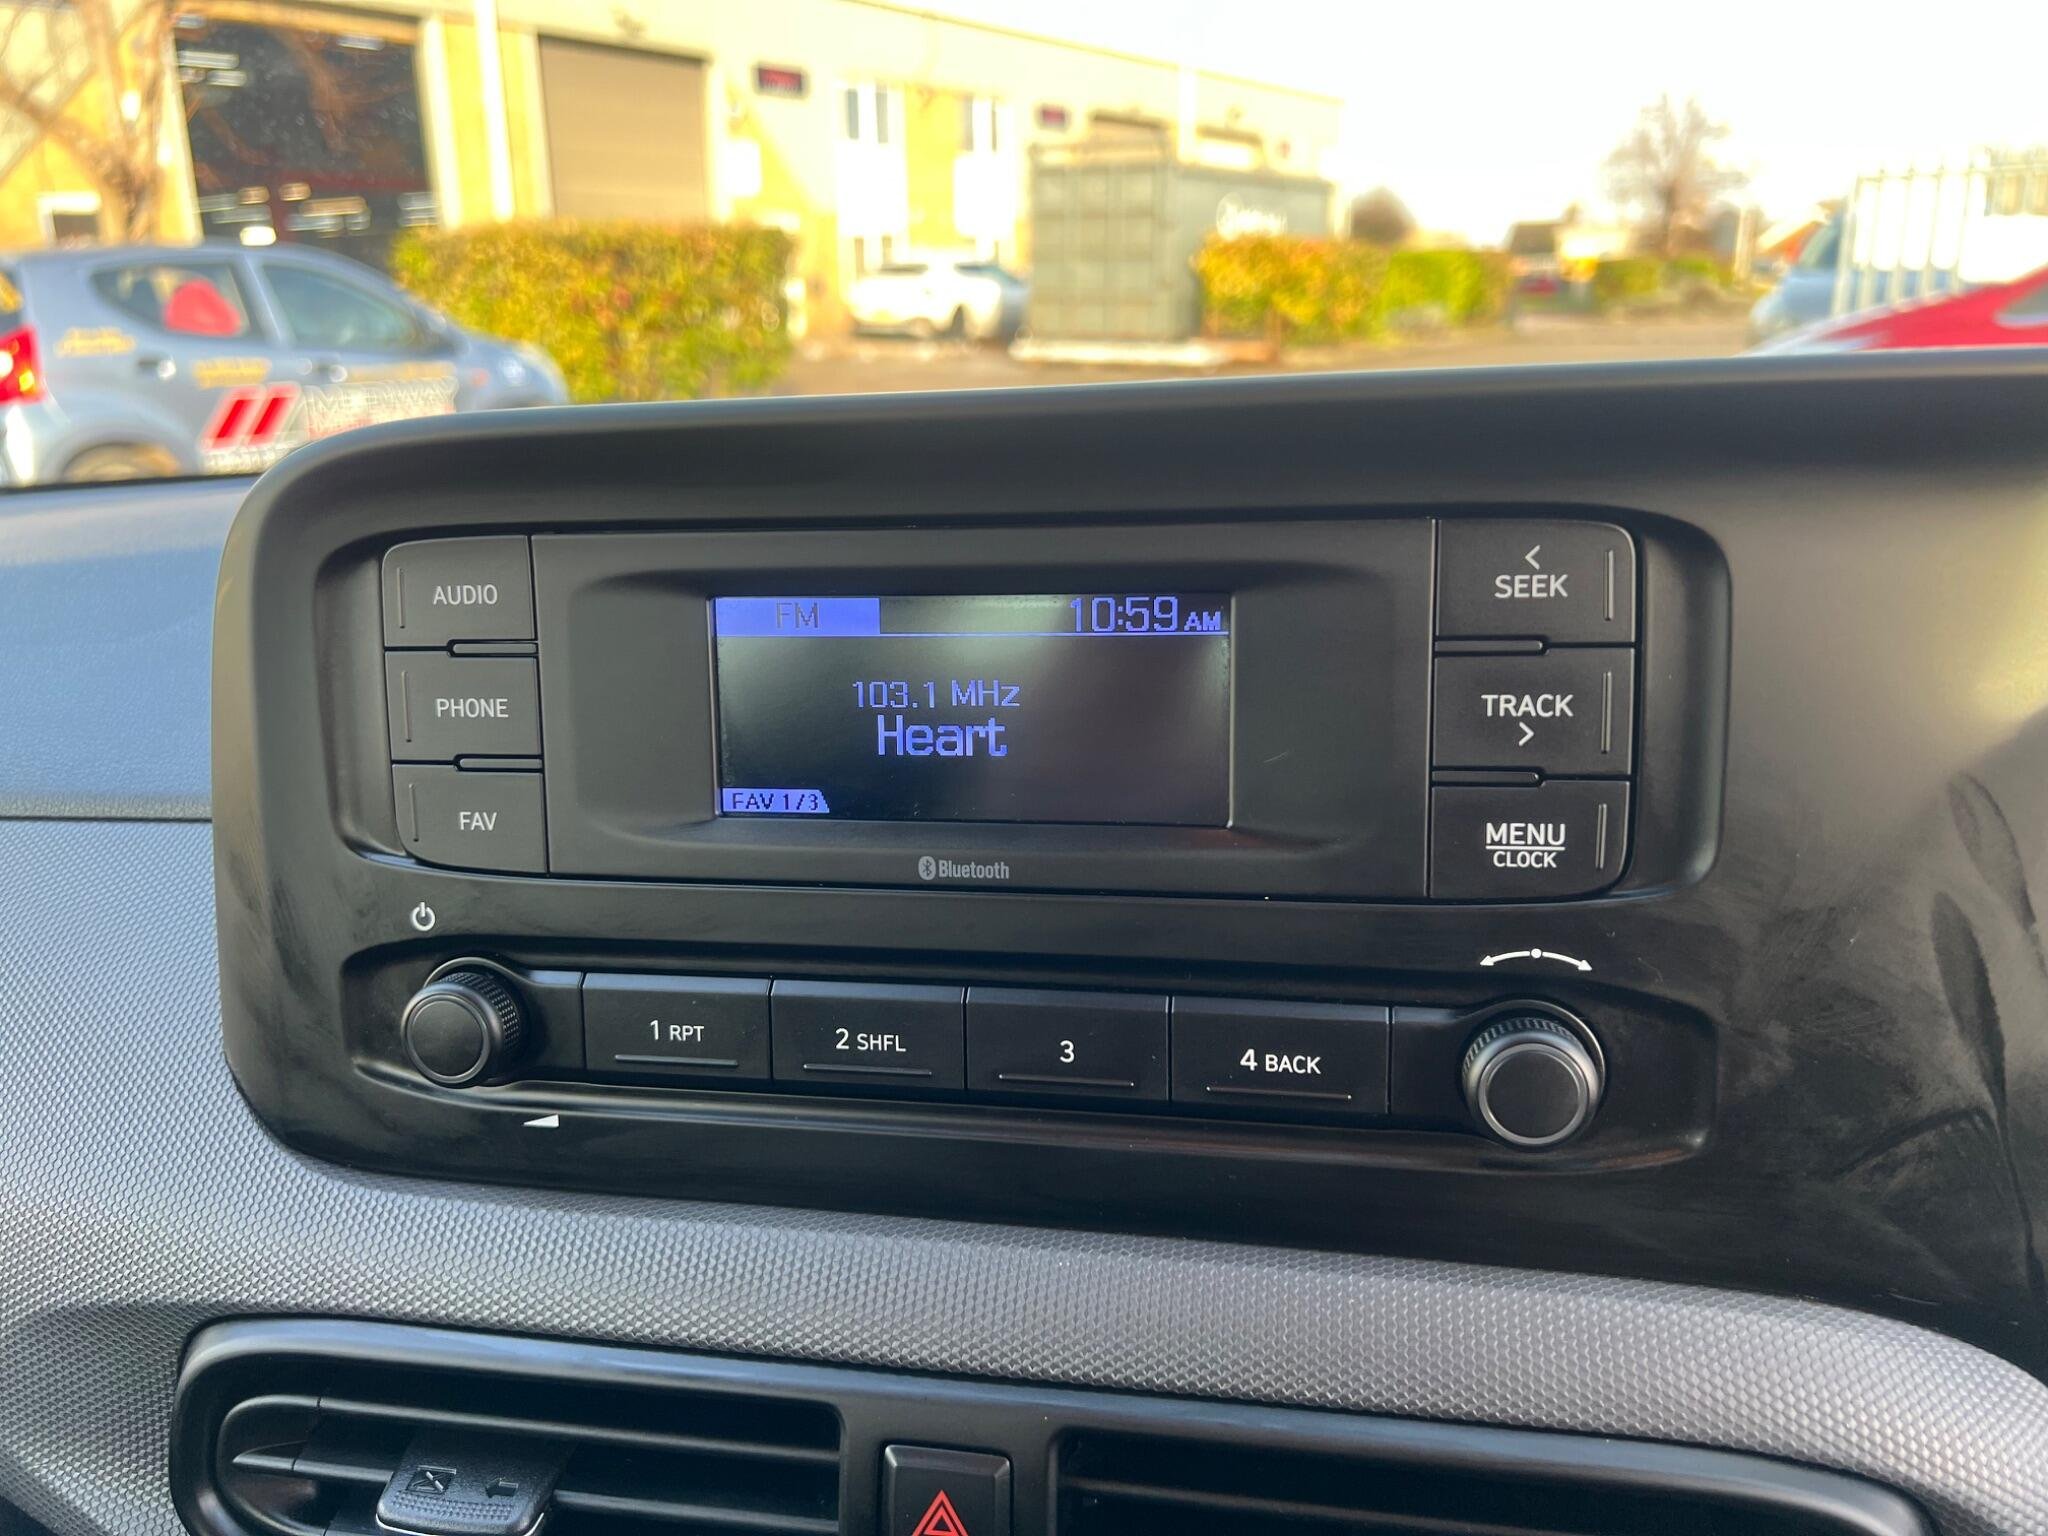 MEDWAY
AUDIO
PHONE
FAV
FM 10:59 AM
103.1 MHz
Heart
FAV 1/3
Bluetooth
SEEK
TRACK
MENU
CLOCK
1 RPT
2 SHFL
3
4 BACK